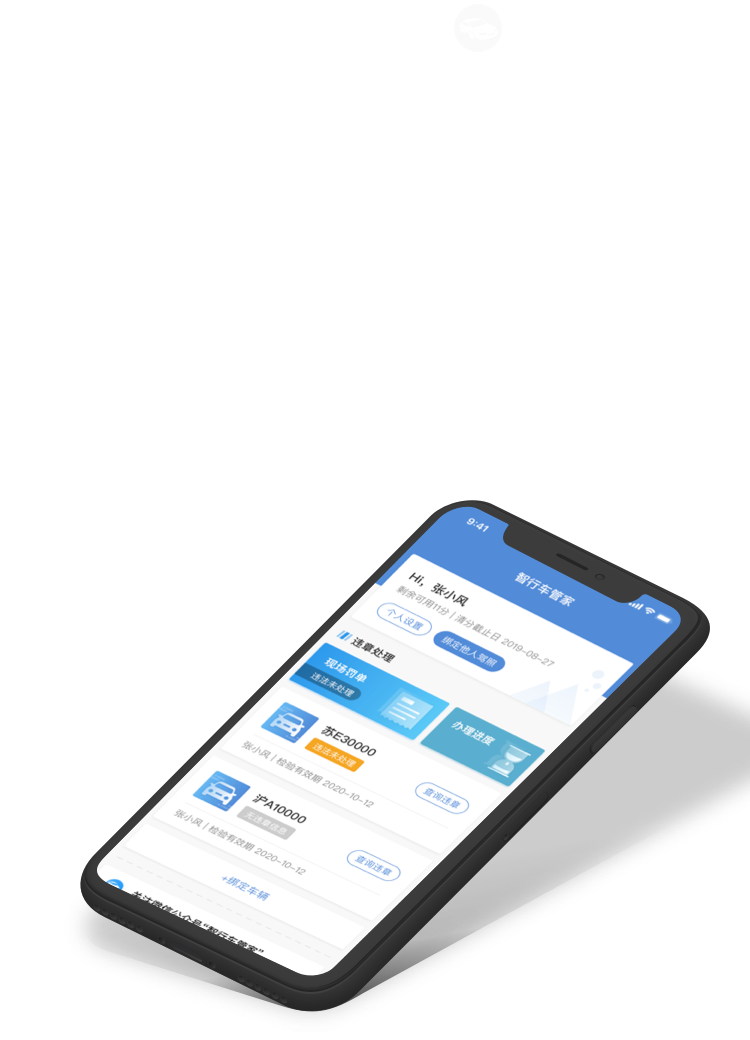 9:41
智行车管家
Hi，张小风
剩余可用11分 | 清分截止日 2019-08-27
个人设置
绑定他人驾照
违章处理
现场罚单
违法未处理
办理进度
苏E30000
违法未处理
张小风 | 检验有效期 2020-10-12
查询违章
沪A10000
无违章信息
张小风 | 检验有效期 2020-10-12
查询违章
+绑定车辆
关注微信公众号“智行车管家”